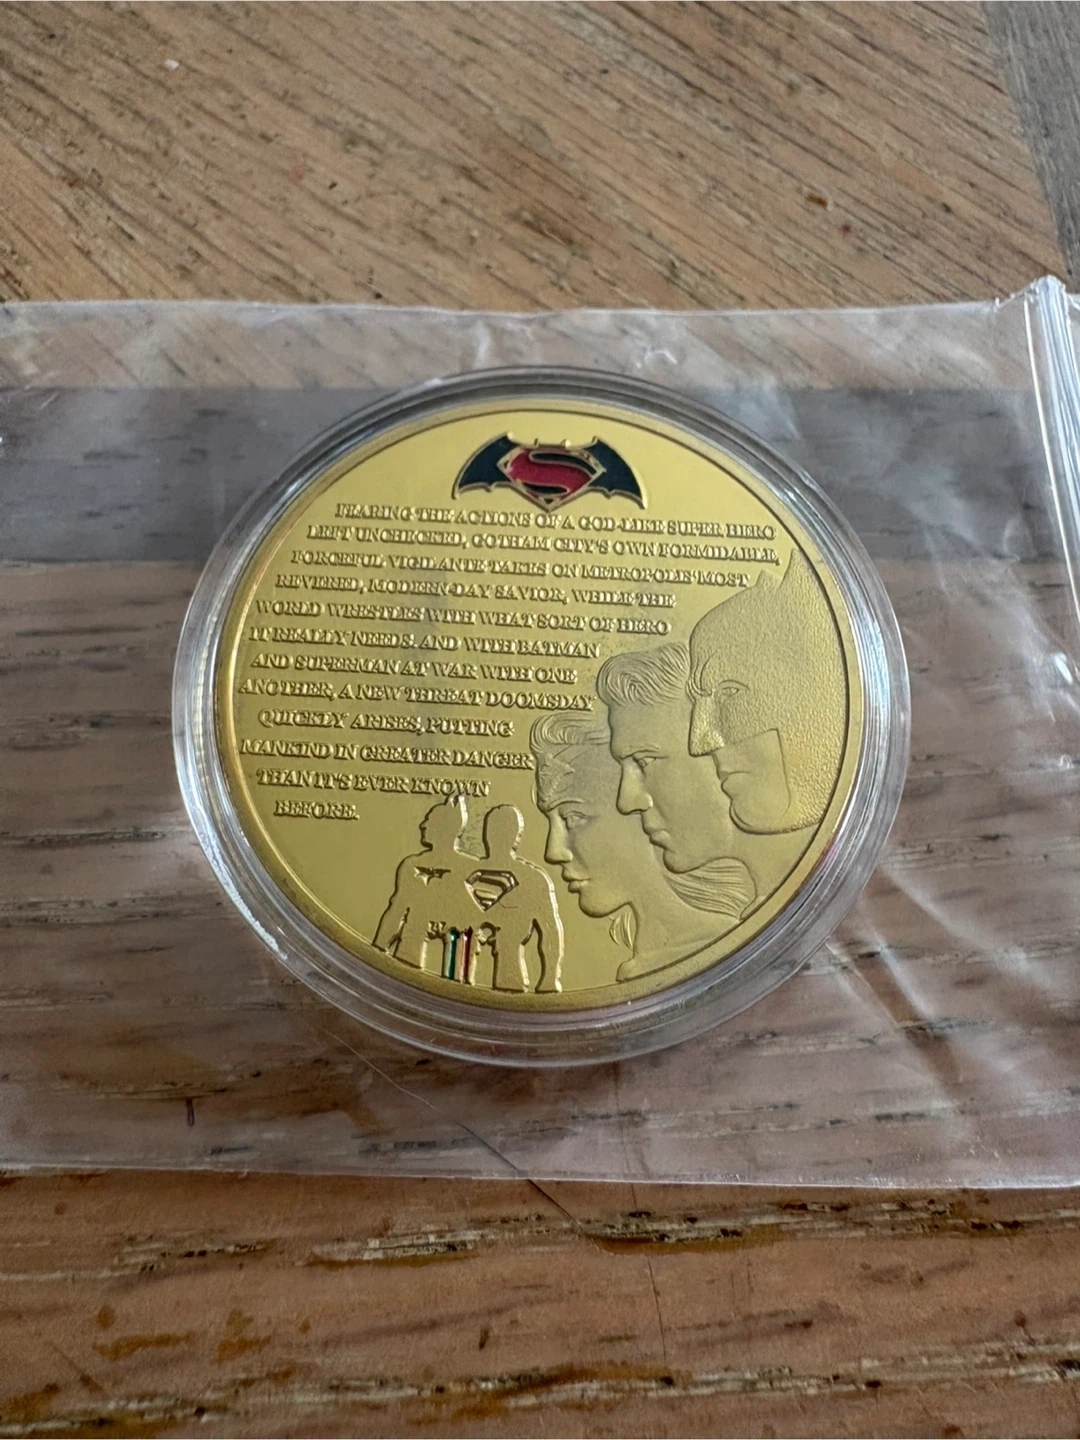 FEARING THE ACTIONS OF A GOD-LIKE SUPER HERO
LEFT UNCHECKED, GOTHAM CITY'S OWN FORMIDABLE,
FORCEFUL VIGILANTE TAKES ON METROPOLIS'MOST
REVERED, MODERN-DAY SAVIOR, WHILE THE
WORLD WRESTLES WITH WHAT SORT OF HERO
IT REALLY NEEDS. AND WITH BATMAN
AND SUPERMAN AT WAR WITH ONE
ANOTHER, A NEW THREAT DOOMSDAY
QUICKLY ARISES, PUTTING
MANKIND IN GREATER DANGER
THAN IT'S EVER KNOWN
BEFORE.